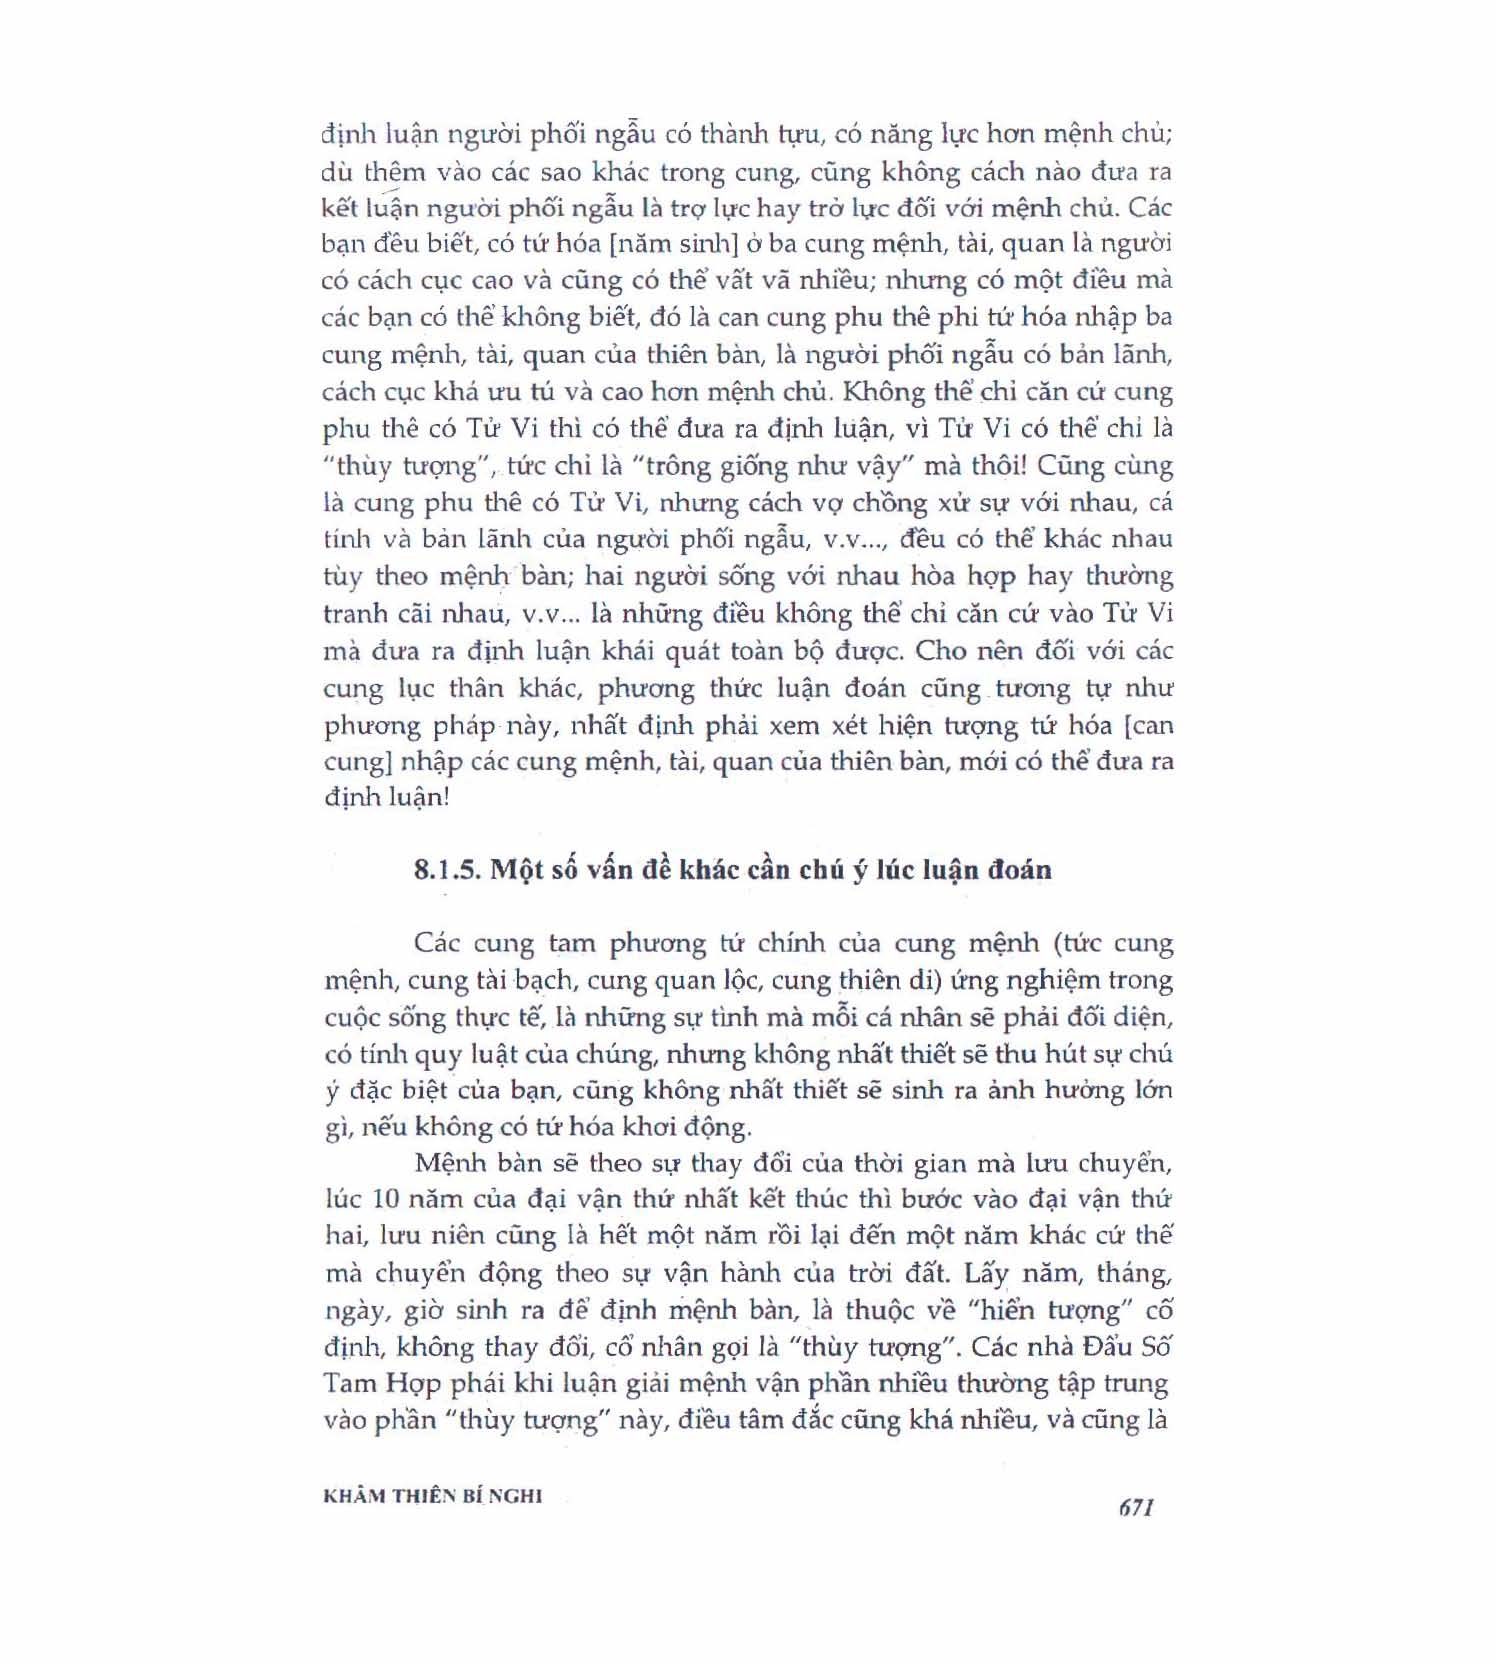 định luận người phối ngẫu có thành tựu, có năng lực hơn mệnh chủ;
dù thêm vào các sao khác trong cung, cũng không cách nào đưa ra
kết luận người phối ngẫu là trợ lực hay trở lực đối với mệnh chủ. Các
bạn đều biết, có tứ hóa [năm sinh] ở ba cung mệnh, tài, quan là người
có cách cục cao và cũng có thể vất vã nhiều; nhưng có một điều mà
các bạn có thể không biết, đó là can cung phu thê phi tứ hóa nhập ba
cung mệnh, tài, quan của thiên bàn, là người phối ngẫu có bản lãnh,
cách cục khá ưu tú và cao hơn mệnh chủ. Không thể chỉ căn cứ cung
phu thê có Tử Vi thì có thể đưa ra định luận, vì Tử Vi có thể chỉ là
"thùy tượng", tức chỉ là "trông giống như vậy" mà thôi! Cũng cùng
là cung phu thê có Tử Vi, nhưng cách vợ chồng xử sự với nhau, cá
tính và bản lãnh của người phối ngẫu, v.v..., đều có thể khác nhau
tùy theo mệnh bàn; hai người sống với nhau hòa hợp hay thường
tranh cãi nhau, v.v... là những điều không thể chỉ căn cứ vào Tử Vi
mà đưa ra định luận khái quát toàn bộ được. Cho nên đối với các
cung lục thân khác, phương thức luận đoán cũng tương tự như
phương pháp này, nhất định phải xem xét hiện tượng tứ hóa [can
cung] nhập các cung mệnh, tài, quan của thiên bàn, mới có thể đưa ra
định luận!
8.1.5. Một số vấn đề khác cần chú ý lúc luận đoán
Các cung tam phương tứ chính của cung mệnh (tức cung
mệnh, cung tài bạch, cung quan lộc, cung thiên di) ứng nghiệm trong
cuộc sống thực tế, là những sự tình mà mỗi cá nhân sẽ phải đối diện,
có tính quy luật của chúng, nhưng không nhất thiết sẽ thu hút sự chú
ý đặc biệt của bạn, cũng không nhất thiết sẽ sinh ra ảnh hưởng lớn
gì, nếu không có tứ hóa khơi động.
Mệnh bàn sẽ theo sự thay đổi của thời gian mà lưu chuyển,
lúc 10 năm của đại vận thứ nhất kết thúc thì bước vào đại vận thứ
hai, lưu niên cũng là hết một năm rồi lại đến một năm khác cứ thế
mà chuyển động theo sự vận hành của trời đất. Lấy năm, tháng,
ngày, giờ sinh ra để định mệnh bàn, là thuộc về "hiển tượng" cố
định, không thay đổi, cổ nhân gọi là "thùy tượng". Các nhà Đẩu Số
Tam Hợp phái khi luận giải mệnh vận phần nhiều thường tập trung
vào phần "thùy tượng" này, điều tâm đắc cũng khá nhiều, và cũng là
KHÂM THIÊN BÍ NGHI
671